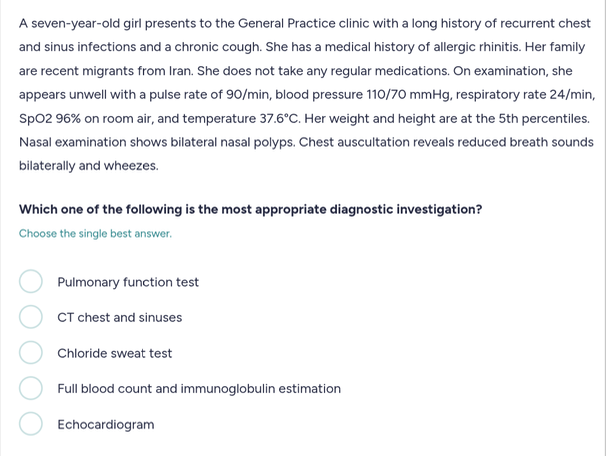 A seven-year-old girl presents to the General Practice clinic with a long history of recurrent chest
and sinus infections and a chronic cough. She has a medical history of allergic rhinitis. Her family
are recent migrants from Iran. She does not take any regular medications. On examination, she
appears unwell with a pulse rate of 90/min, blood pressure 110/70 mmHg, respiratory rate 24/min,
SpO2 96% on room air, and temperature 37.6°C. Her weight and height are at the 5th percentiles.
Nasal examination shows bilateral nasal polyps. Chest auscultation reveals reduced breath sounds
bilaterally and wheezes.
Which one of the following is the most appropriate diagnostic investigation?
Choose the single best answer.
Pulmonary function test
CT chest and sinuses
Chloride sweat test
Full blood count and immunoglobulin estimation
Echocardiogram